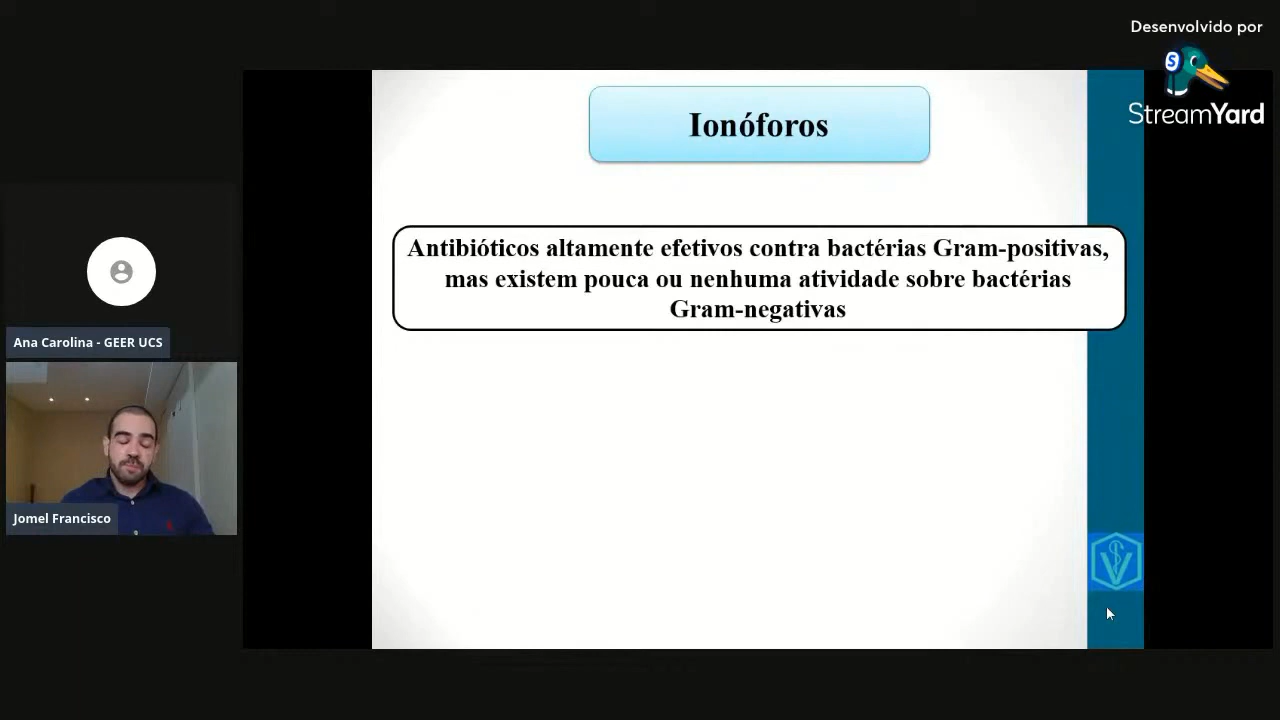 Desenvolvido por
StreamYard
Ionóforos
Antibióticos altamente efetivos contra bactérias Gram-positivas,
mas existem pouca ou nenhuma atividade sobre bactérias
Gram-negativas
Ana Carolina - GEER UCS
Jomel Francisco